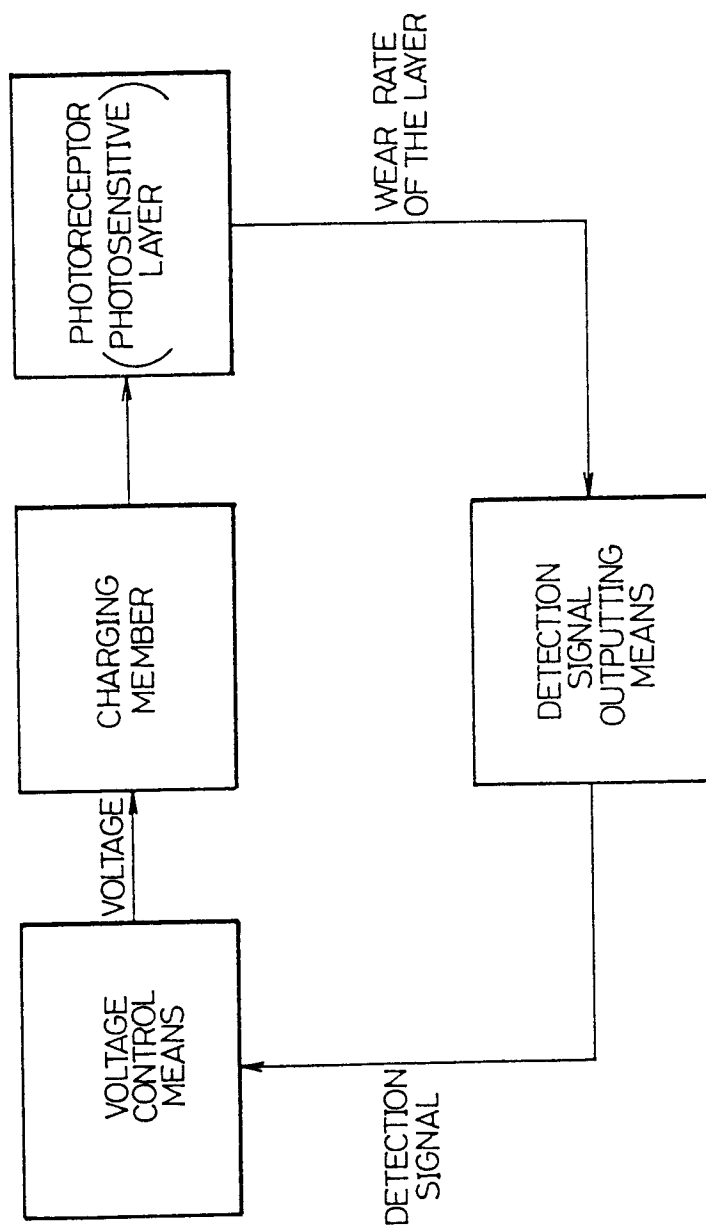 VOLTAGE
CONTROL
MEANS
VOLTAGE
CHARGING
MEMBER
PHOTORECEPTOR
(PHOTOSENSITIVE
LAYER)
DETECTION
SIGNAL
DETECTION
SIGNAL
OUTPUTTING
MEANS
WEAR RATE
OF THE LAYER